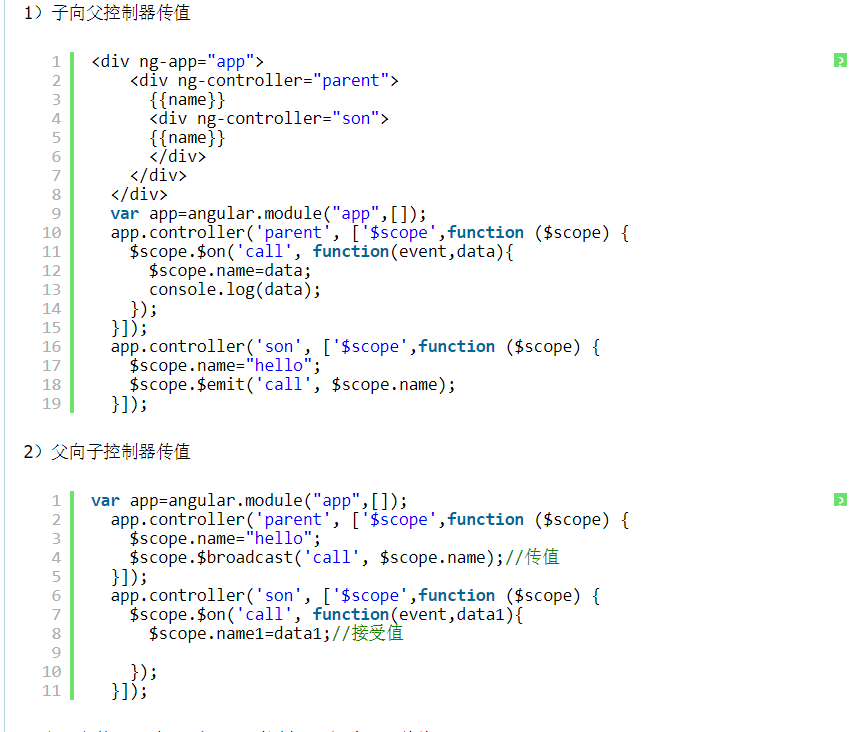 1）子向父控制器传值
1 <div ng-app="app">
2 <div ng-controller="parent">
3 {{name}}
4 <div ng-controller="son">
5 {{name}}
6 </div>
7 </div>
8 </div>
9 var app=angular.module("app",[]);
10 app.controller('parent', ['$scope',function ($scope) {
11 $scope.$on('call', function(event,data){
12 $scope.name=data;
13 console.log(data);
14 });
15 }]);
16 app.controller('son', ['$scope',function ($scope) {
17 $scope.name="hello";
18 $scope.$emit('call', $scope.name);
19 }]);
2）父向子控制器传值
1 var app=angular.module("app",[]);
2 app.controller('parent', ['$scope',function ($scope) {
3 $scope.name="hello";
4 $scope.$broadcast('call', $scope.name);//传值
5 }]);
6 app.controller('son', ['$scope',function ($scope) {
7 $scope.$on('call', function(event,data1){
8 $scope.name1=data1;//接受值
9
10 });
11 }]);